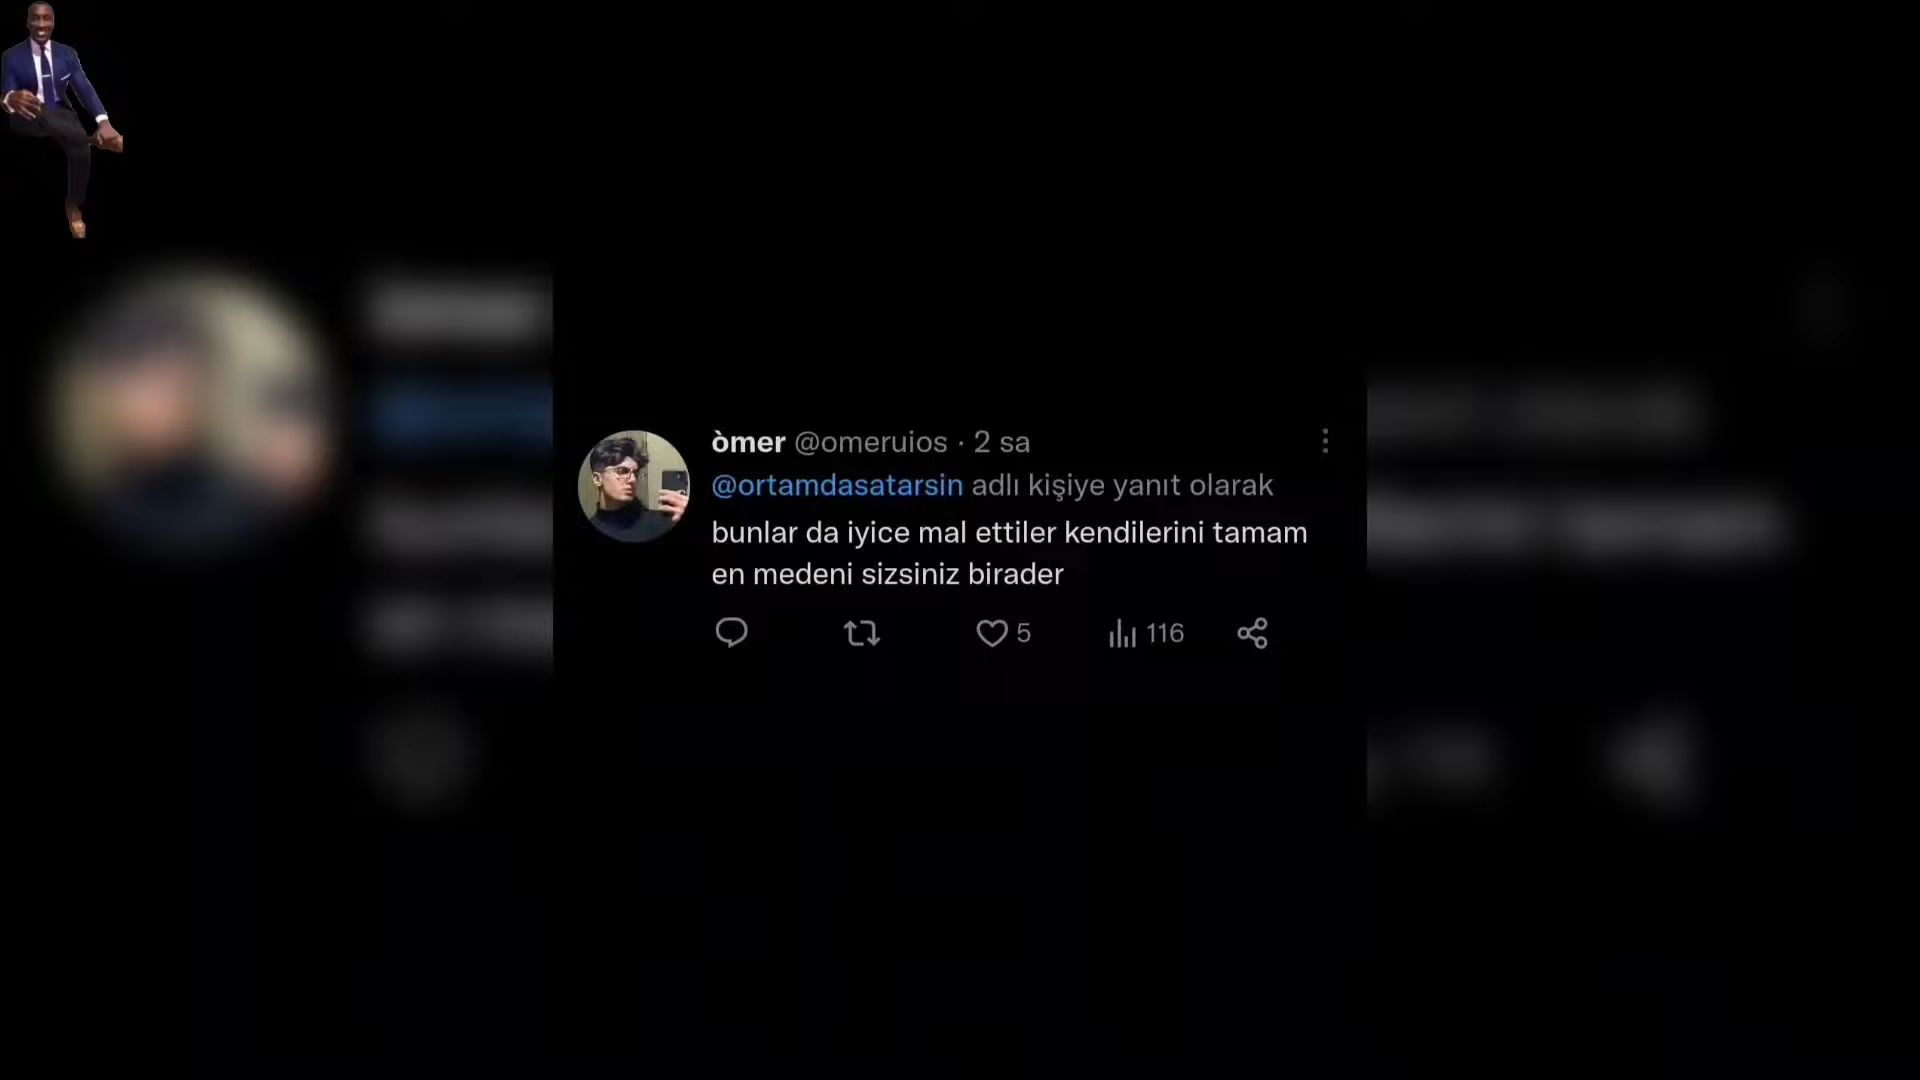 òmer @omeruios · 2 sa
@ortamdasatarsin adlı kişiye yanıt olarak
bunlar da iyice mal ettiler kendilerini tamam
en medeni sizsiniz birader
5 116